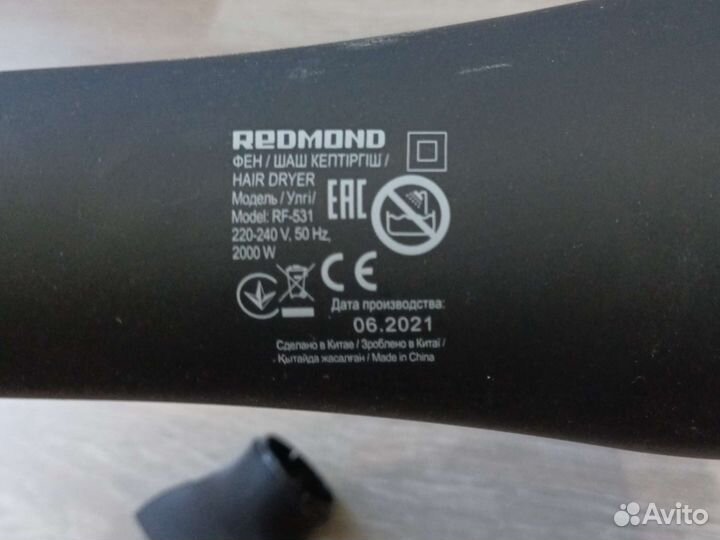 REDMOND
ФЕН / ШАШ КЕПТІРГІШ /
HAIR DRYER
Модель / Улгі/
Model: RF-531
220-240 V, 50 Hz,
2000 W
EAC
CE
Дата производства:
06.2021
Сделано в Китае / Зроблено в Китаї /
Қытайда жасалған / Made in China
Avito